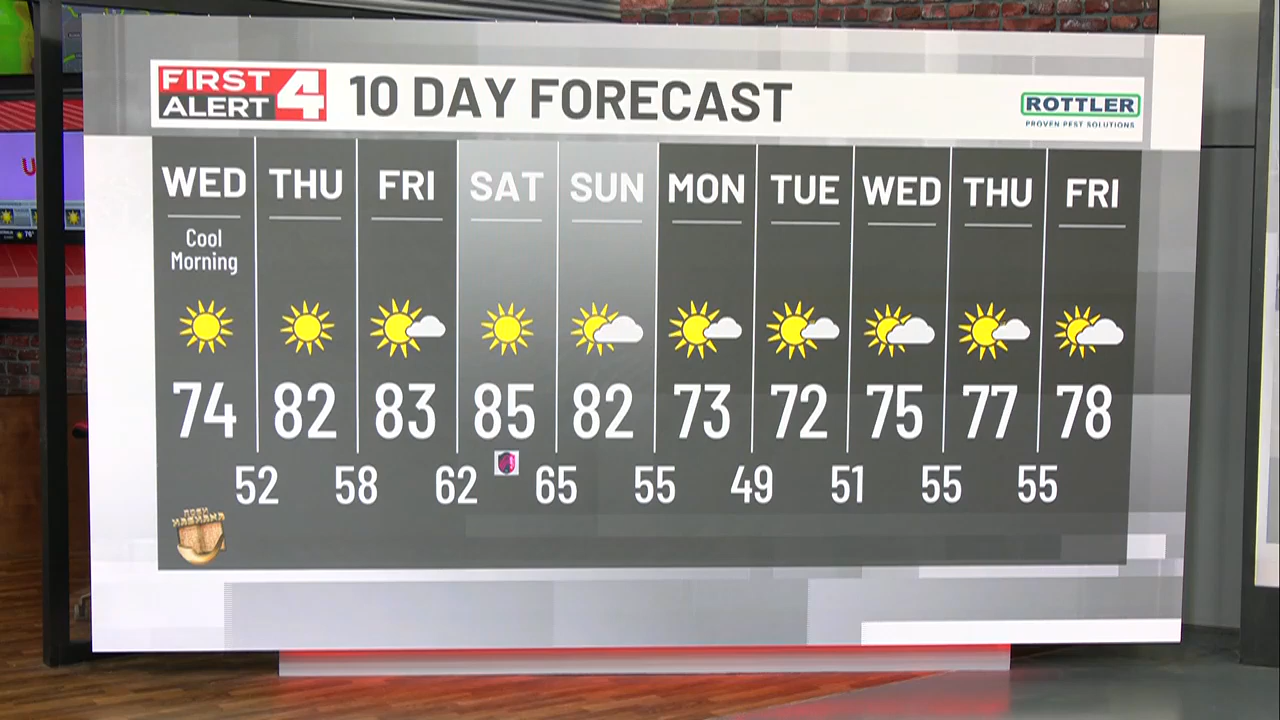 FIRST ALERT 4
10 DAY FORECAST
ROTTLER
PROVEN PEST SOLUTIONS
WED THU FRI SAT SUN MON TUE WED THU FRI
Cool
Morning
74 82 83 85 82 73 72 75 77 78
52 58 62 65 55 49 51 55 55